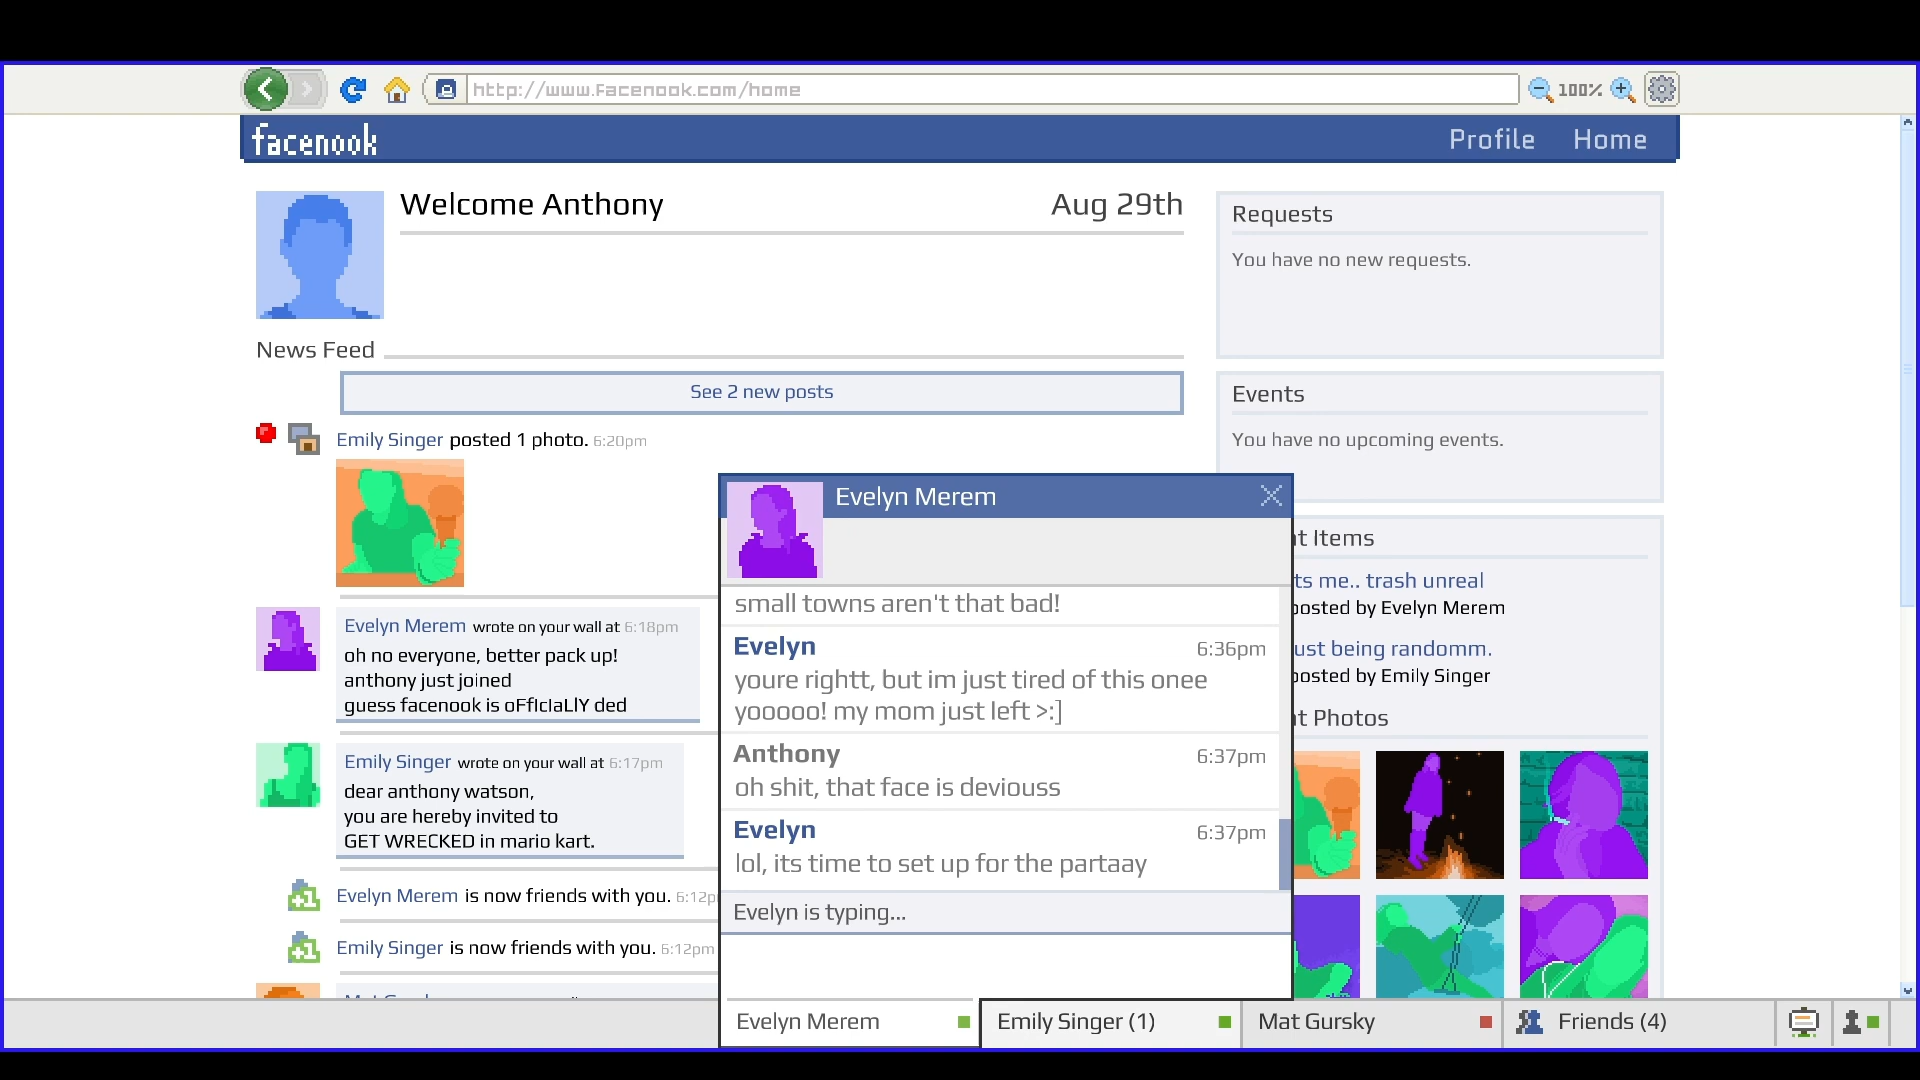 http://www.facenook.com/home
100%
facenook
Profile
Home
Welcome Anthony
Aug 29th
News Feed
See 2 new posts
Emily Singer posted 1 photo. 6:20pm
Evelyn Merem wrote on your wall at 6:18pm
oh no everyone, better pack up!
anthony just joined
guess facenook is oFfIcIaLlY ded
Emily Singer wrote on your wall at 6:17pm
dear anthony watson,
you are hereby invited to
GET WRECKED in mario kart.
+1
Evelyn Merem is now friends with you. 6:12p
+1
Emily Singer is now friends with you. 6:12pm
Requests
You have no new requests.
Events
You have no upcoming events.
t Items
ts me.. trash unreal
posted by Evelyn Merem
ust being randomm.
posted by Emily Singer
t Photos
Evelyn Merem
small towns aren't that bad!
Evelyn 6:36pm
youre rightt, but im just tired of this onee
yooooo! my mom just left >:]
Anthony 6:37pm
oh shit, that face is deviouss
Evelyn 6:37pm
lol, its time to set up for the partaay
Evelyn is typing...
Evelyn Merem
Emily Singer (1)
Mat Gursky
Friends (4)